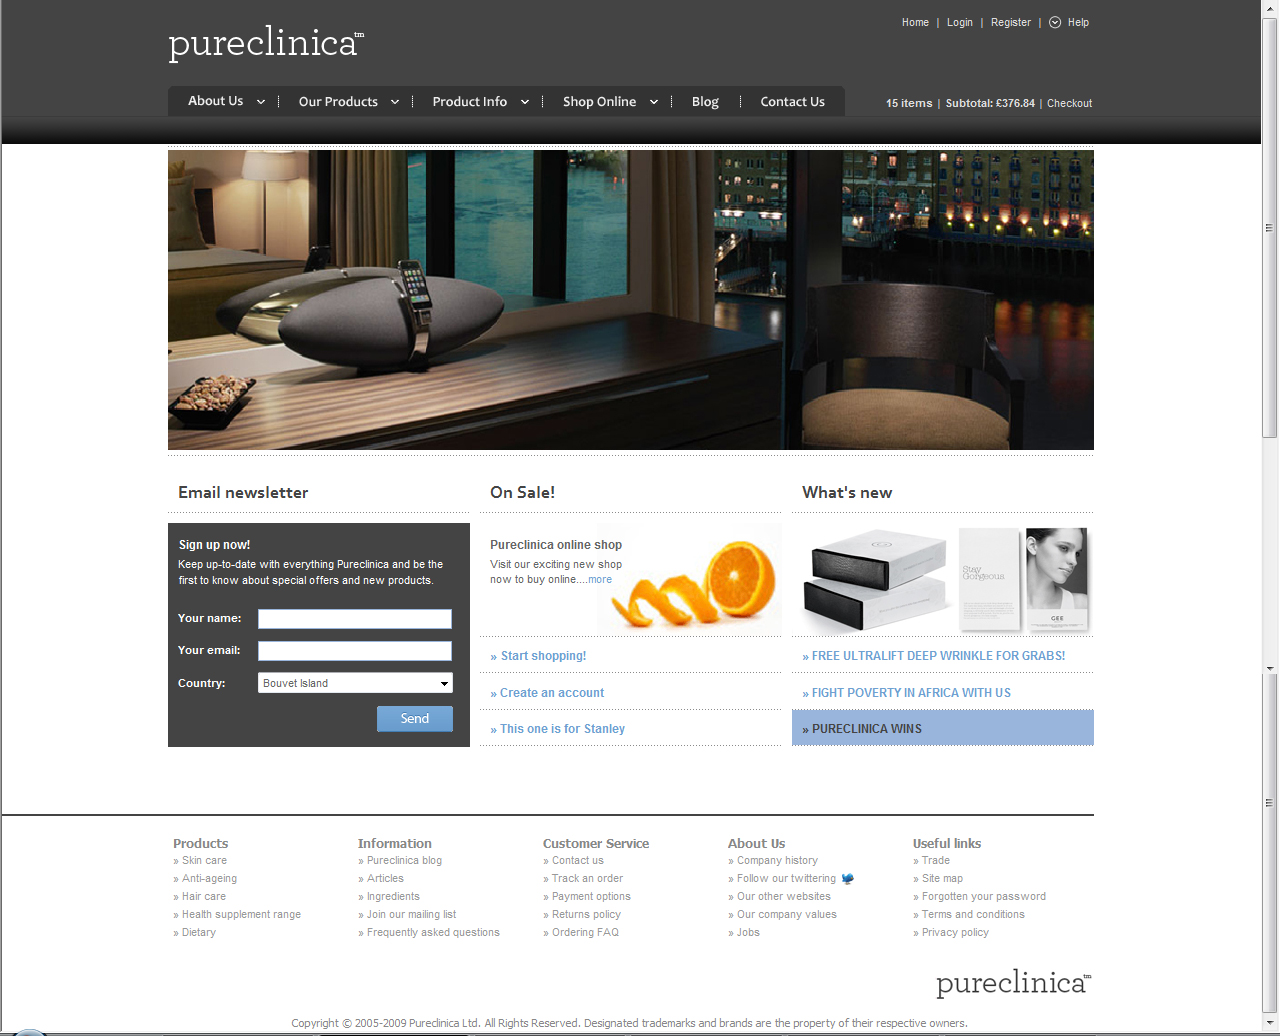 Home | Login | Register | Help
pureclinica™
About Us
Our Products
Product Info
Shop Online
Blog
Contact Us
15 items | Subtotal: £376.84 | Checkout
Email newsletter
Sign up now!
Keep up-to-date with everything Pureclinica and be the
first to know about special offers and new products.
Your name:
Your email:
Country: Bouvet Island
Send
On Sale!
Pureclinica online shop
Visit our exciting new shop
now to buy online....more
» Start shopping!
» Create an account
» This one is for Stanley
What's new
Stay
Gorgeous
GEE
» FREE ULTRALIFT DEEP WRINKLE FOR GRABS!
» FIGHT POVERTY IN AFRICA WITH US
» PURECLINICA WINS
Products
» Skin care
» Anti-ageing
» Hair care
» Health supplement range
» Dietary
Information
» Pureclinica blog
» Articles
» Ingredients
» Join our mailing list
» Frequently asked questions
Customer Service
» Contact us
» Track an order
» Payment options
» Returns policy
» Ordering FAQ
About Us
» Company history
» Follow our twittering
» Our other websites
» Our company values
» Jobs
Useful links
» Trade
» Site map
» Forgotten your password
» Terms and conditions
» Privacy policy
pureclinica™
Copyright © 2005-2009 Pureclinica Ltd. All Rights Reserved. Designated trademarks and brands are the property of their respective owners.